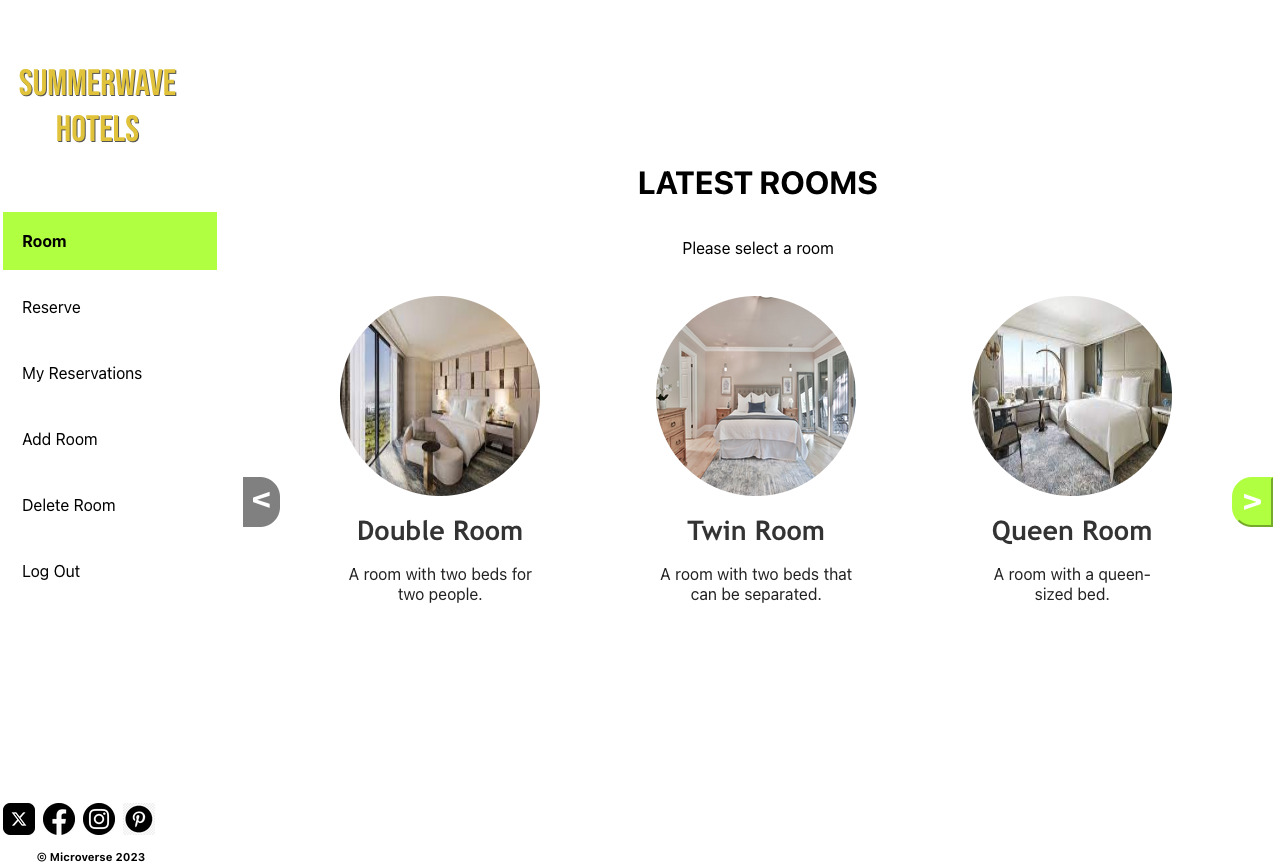 SUMMERWAVE
HOTELS
Room
Reserve
My Reservations
Add Room
Delete Room
Log Out
© Microverse 2023
LATEST ROOMS
Please select a room
<
>
Double Room
A room with two beds for
two people.
Twin Room
A room with two beds that
can be separated.
Queen Room
A room with a queen-
sized bed.